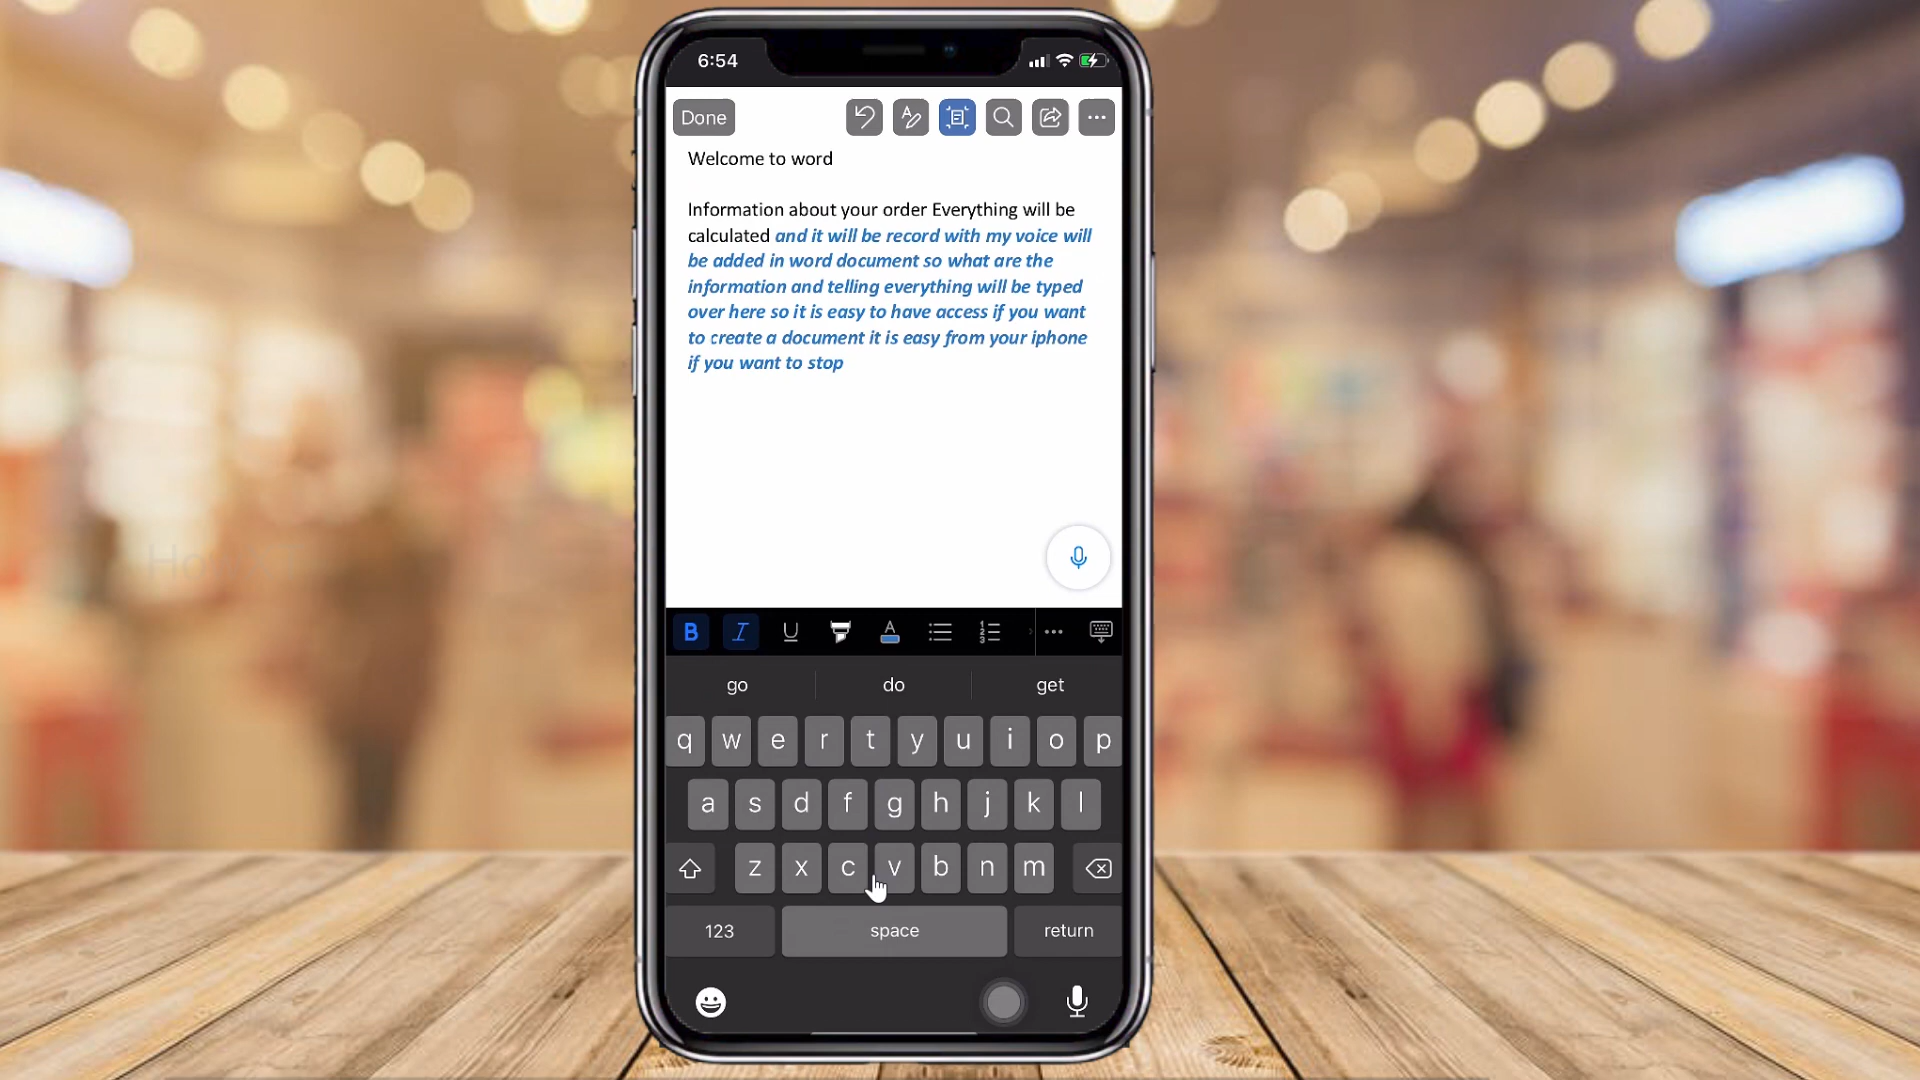 6:54
Done
Welcome to word
Information about your order Everything will be
calculated and it will be record with my voice will
be added in word document so what are the
information and telling everything will be typed
over here so it is easy to have access if you want
to create a document it is easy from your iphone
if you want to stop
B I U A 1 2 3
go do get
q w e r t y u i o p
a s d f g h j k l
z x c v b n m
123 space return